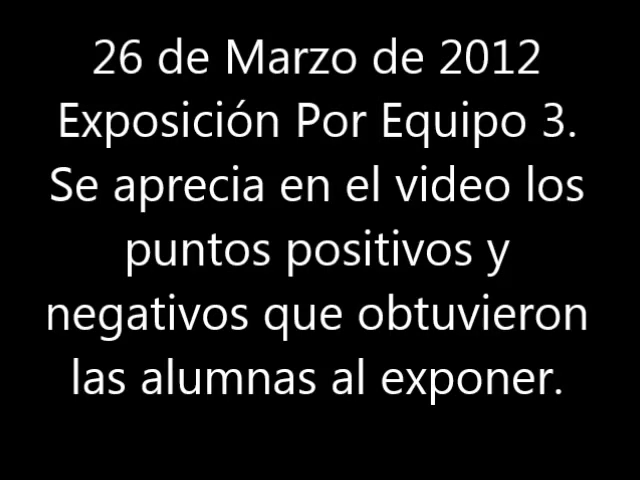 26 de Marzo de 2012
Exposición Por Equipo 3.
Se aprecia en el video los
puntos positivos y
negativos que obtuvieron
las alumnas al exponer.